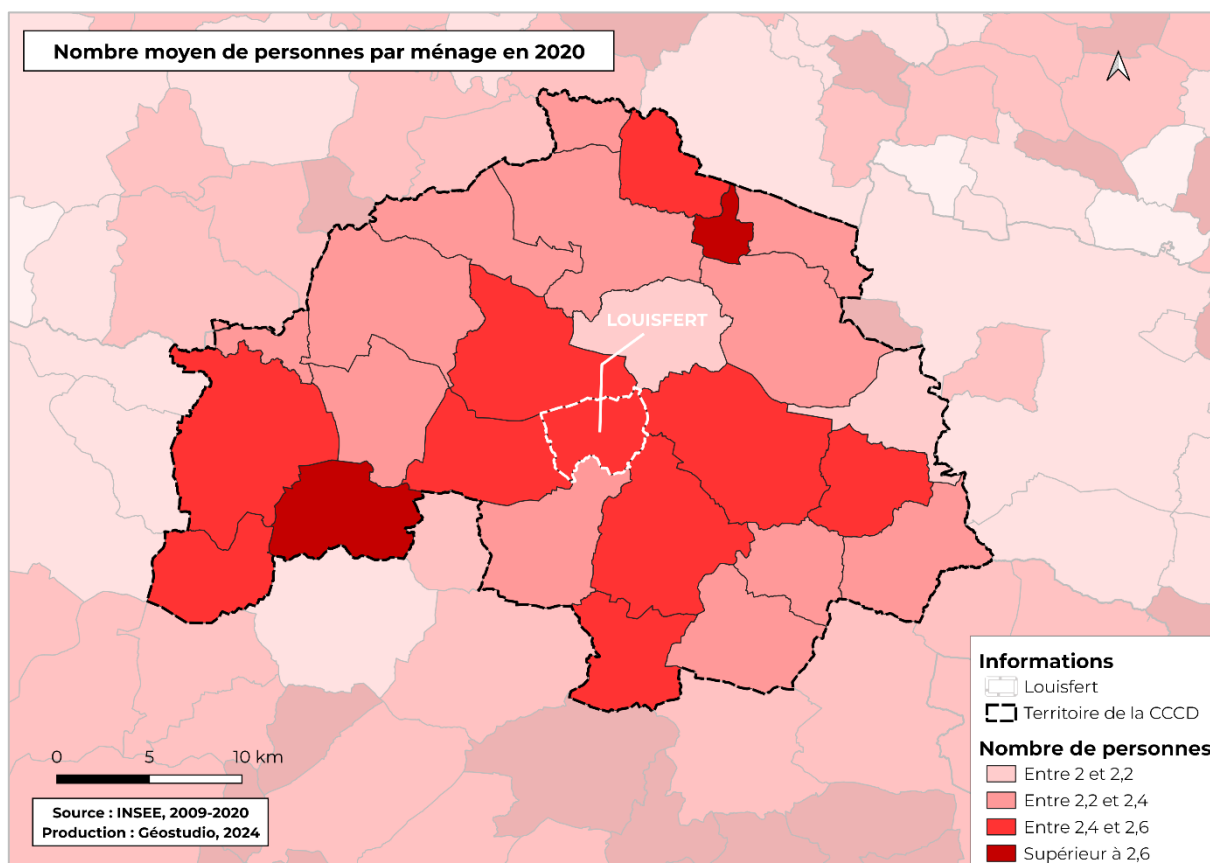 Nombre moyen de personnes par ménage en 2020
LOUISFERT
0 5 10 km
Source : INSEE, 2009-2020
Production : Géostudio, 2024
Informations
Louisfert
Territoire de la CCCD
Nombre de personnes
Entre 2 et 2,2
Entre 2,2 et 2,4
Entre 2,4 et 2,6
Supérieur à 2,6